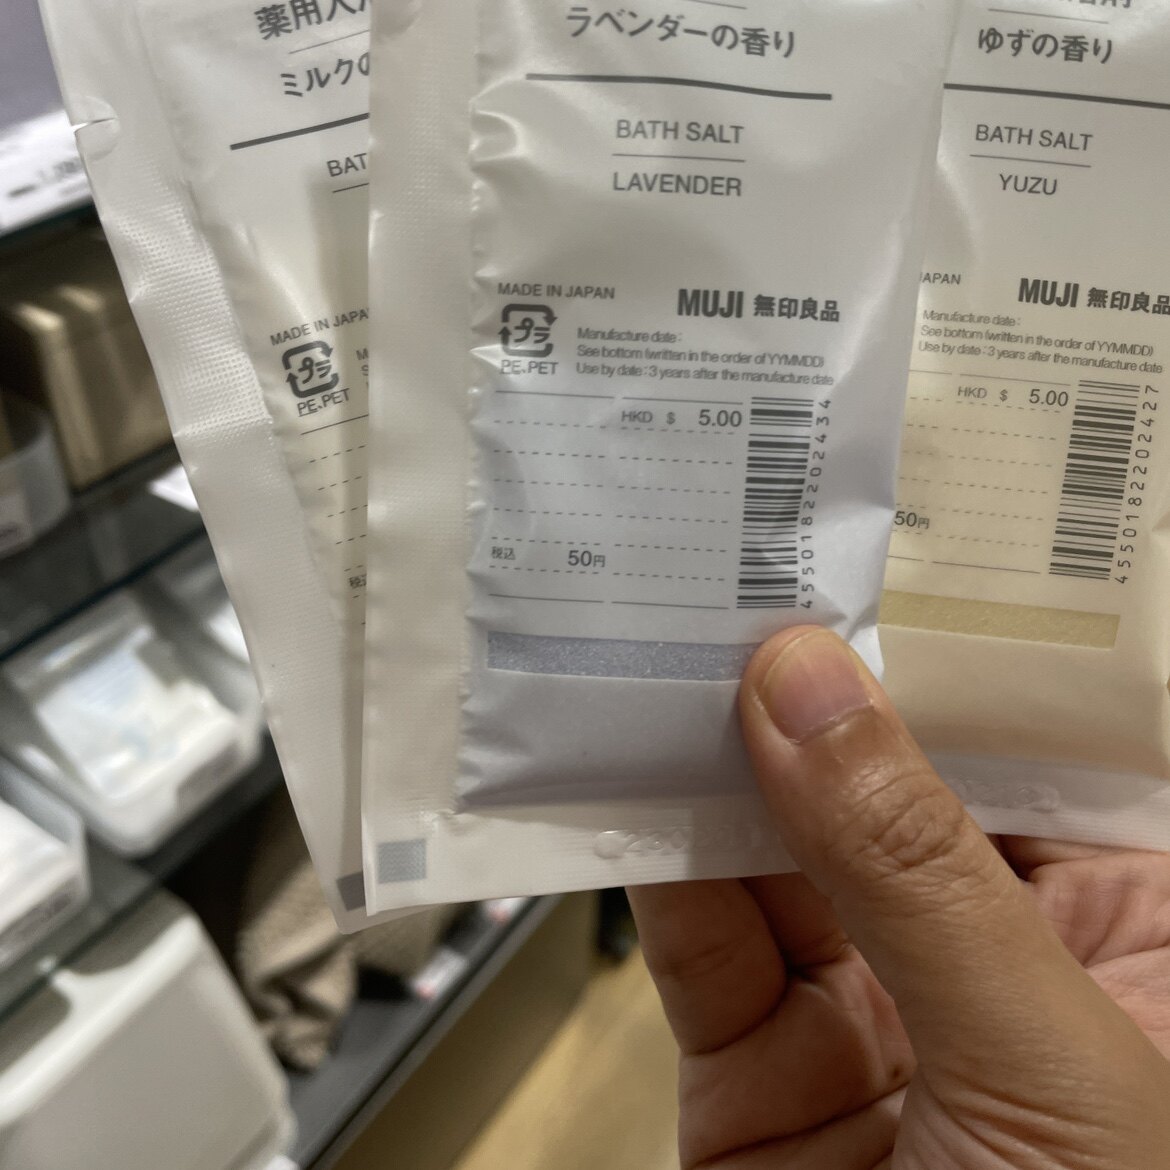 薬用入
ミルクの
BAT
MADE IN JAPA
プラ
PE､PET
ラベンダーの香り
BATH SALT
LAVENDER
MADE IN JAPAN
MUJI 無印良品
プラ
PE､PET
Manufacture date :
See bottom (written in the order of YYMMDD)
Use by date : 3 years after the manufacture date
HKD $ 5.00
税込 50円
4550182202434
ゆずの香り
BATH SALT
YUZU
JAPAN
MUJI 無印良品
Manufacture date :
See bottom (written in the order of YYMMDD)
Use by date : 3 years after the manufacture date
HKD $ 5.00
50円
4550182202427